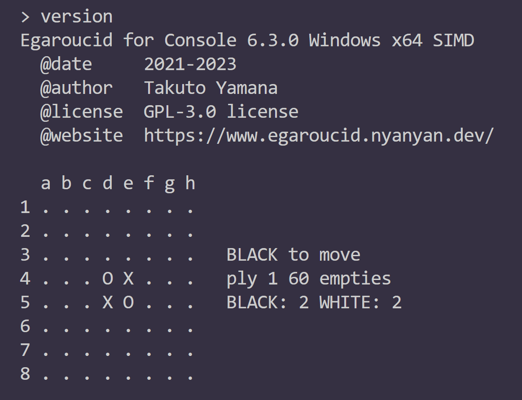 > version
Egaroucid for Console 6.3.0 Windows x64 SIMD
  @date     2021-2023
  @author   Takuto Yamana
  @license  GPL-3.0 license
  @website  https://www.egaroucid.nyanyan.dev/

  a b c d e f g h
1 . . . . . . . .
2 . . . . . . . .
3 . . . . . . . .   BLACK to move
4 . . . O X . . .   ply 1 60 empties
5 . . . X O . . .   BLACK: 2 WHITE: 2
6 . . . . . . . .
7 . . . . . . . .
8 . . . . . . . .